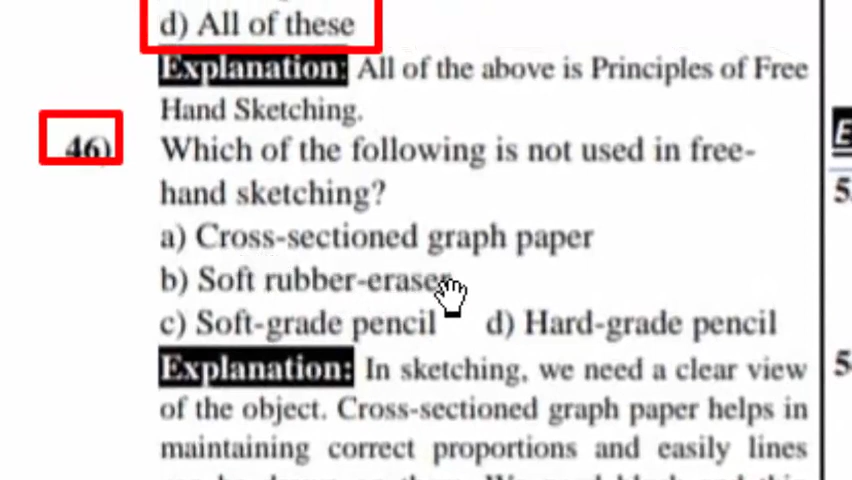 d) All of these
Explanation: All of the above is Principles of Free
Hand Sketching.
46) Which of the following is not used in free-
hand sketching?
a) Cross-sectioned graph paper
b) Soft rubber-eraser
c) Soft-grade pencil d) Hard-grade pencil
Explanation: In sketching, we need a clear view
of the object. Cross-sectioned graph paper helps in
maintaining correct proportions and easily lines